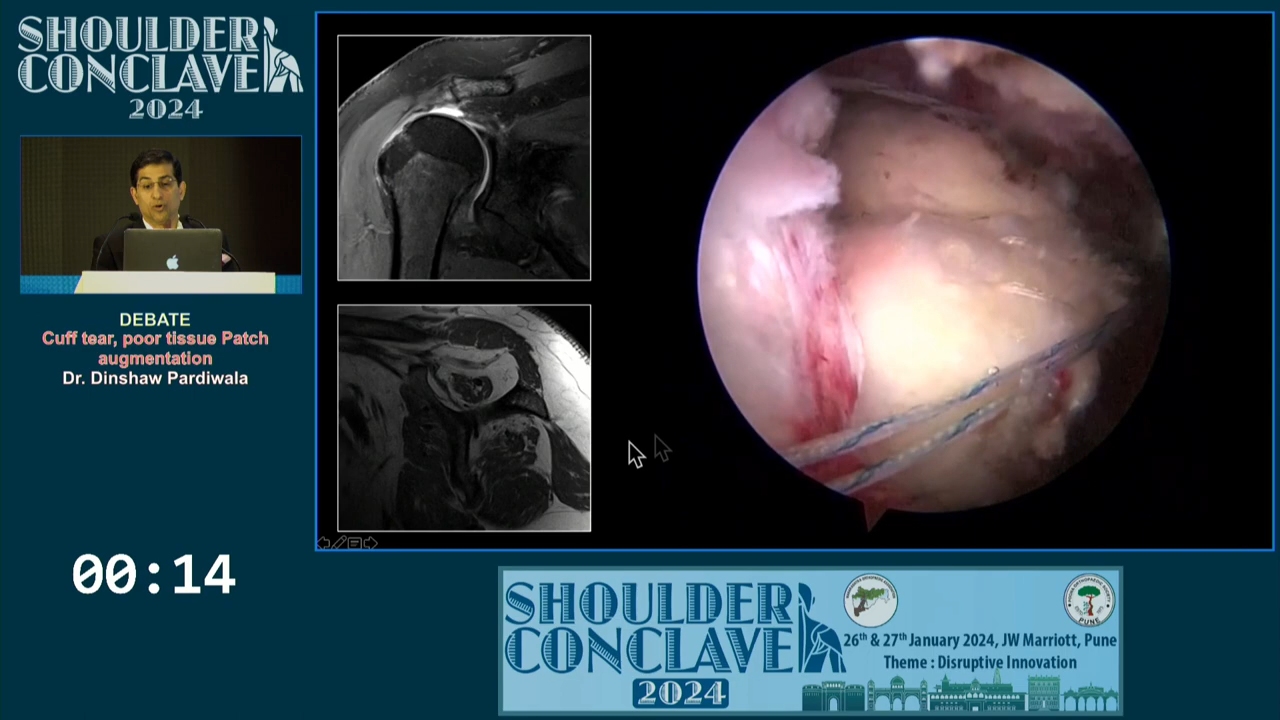 SHOULDER
CONCLAVE
2024
DEBATE
Cuff tear, poor tissue Patch
augmentation
Dr. Dinshaw Pardiwala
00:14
SHOULDER
CONCLAVE
2024
26th & 27th January 2024, JW Marriott, Pune
Theme : Disruptive Innovation
PUNE